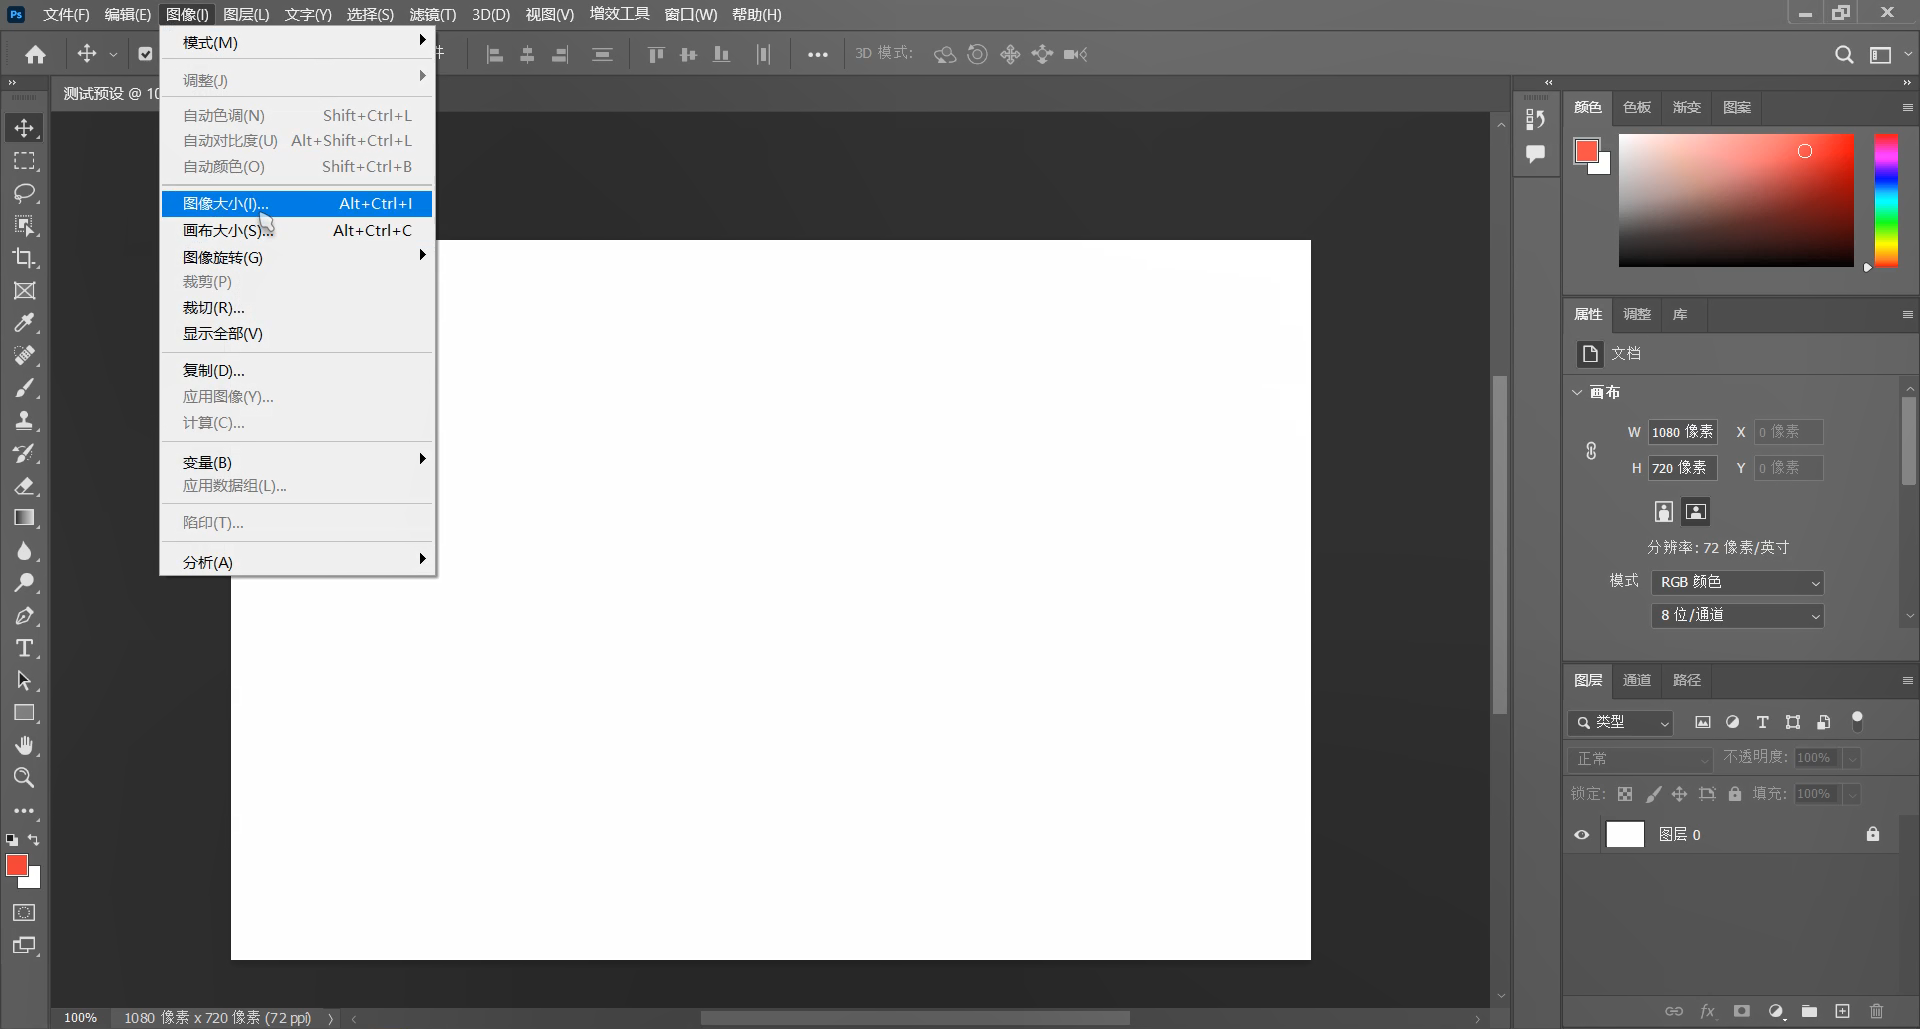 Ps 文件(F) 编辑(E) 图像(I) 图层(L) 文字(Y) 选择(S) 滤镜(T) 3D(D) 视图(V) 增效工具 窗口(W) 帮助(H)
3D 模式:
测试预设 @ 10
模式(M)
调整(J)
自动色调(N) Shift+Ctrl+L
自动对比度(U) Alt+Shift+Ctrl+L
自动颜色(O) Shift+Ctrl+B
图像大小(I)... Alt+Ctrl+I
画布大小(S)... Alt+Ctrl+C
图像旋转(G)
裁剪(P)
裁切(R)...
显示全部(V)
复制(D)...
应用图像(Y)...
计算(C)...
变量(B)
应用数据组(L)...
陷印(T)...
分析(A)
颜色 色板 渐变 图案
属性 调整 库
文档
画布
W 1080 像素 X 0 像素
H 720 像素 Y 0 像素
分辨率: 72 像素/英寸
模式 RGB 颜色
8 位/通道
图层 通道 路径
类型
正常 不透明度: 100%
锁定: 填充: 100%
图层 0
fx
100% 1080 像素 x 720 像素 (72 ppi)